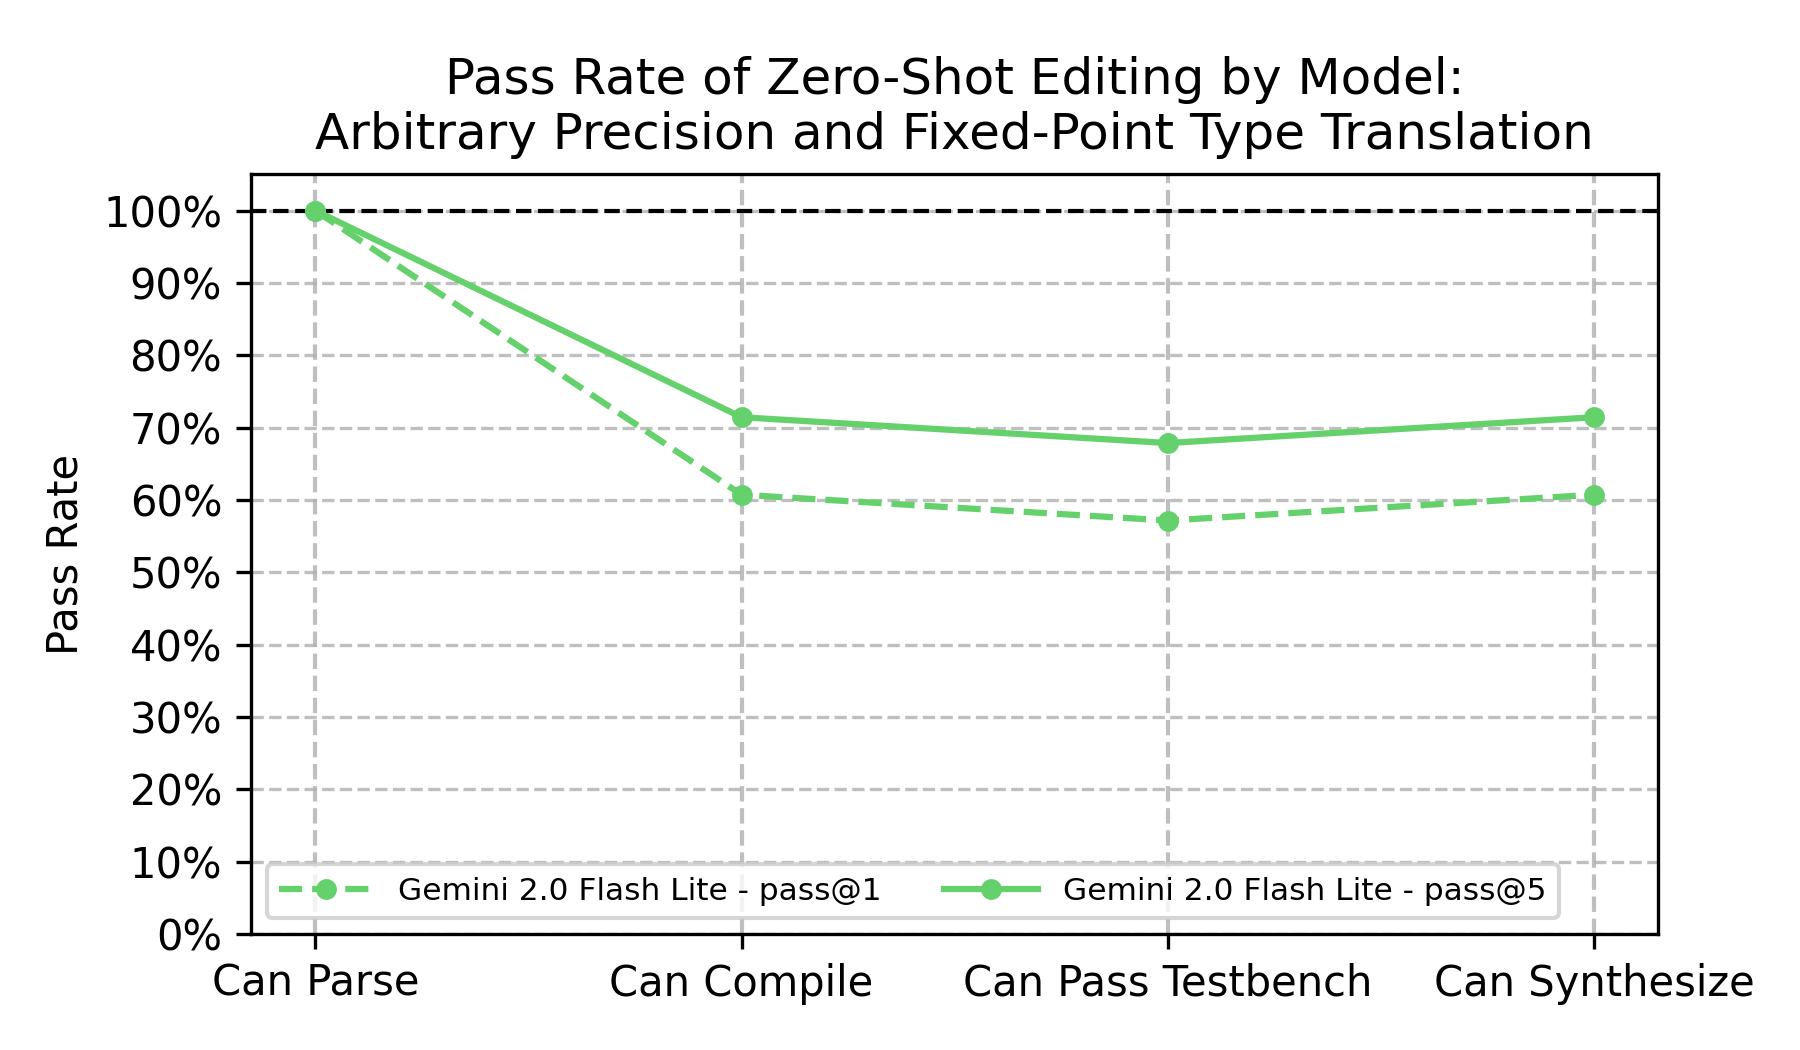 Pass Rate of Zero-Shot Editing by Model:
Arbitrary Precision and Fixed-Point Type Translation
Pass Rate
100%
90%
80%
70%
60%
50%
40%
30%
20%
10%
0%
Gemini 2.0 Flash Lite - pass@1
Gemini 2.0 Flash Lite - pass@5
Can Parse
Can Compile
Can Pass Testbench
Can Synthesize